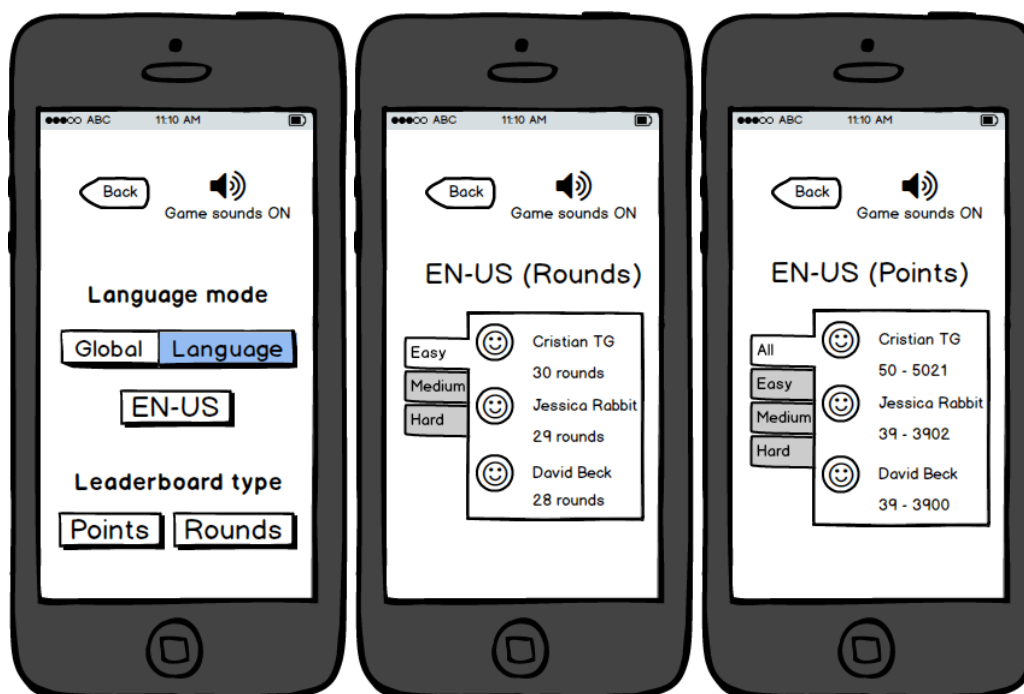 ABC 11:10 AM
Back
Game sounds ON
Language mode
Global Language
EN-US
Leaderboard type
Points Rounds
ABC 11:10 AM
Back
Game sounds ON
EN-US (Rounds)
Easy
Medium
Hard
Cristian TG
30 rounds
Jessica Rabbit
29 rounds
David Beck
28 rounds
ABC 11:10 AM
Back
Game sounds ON
EN-US (Points)
All
Easy
Medium
Hard
Cristian TG
50 - 5021
Jessica Rabbit
39 - 3902
David Beck
39 - 3900